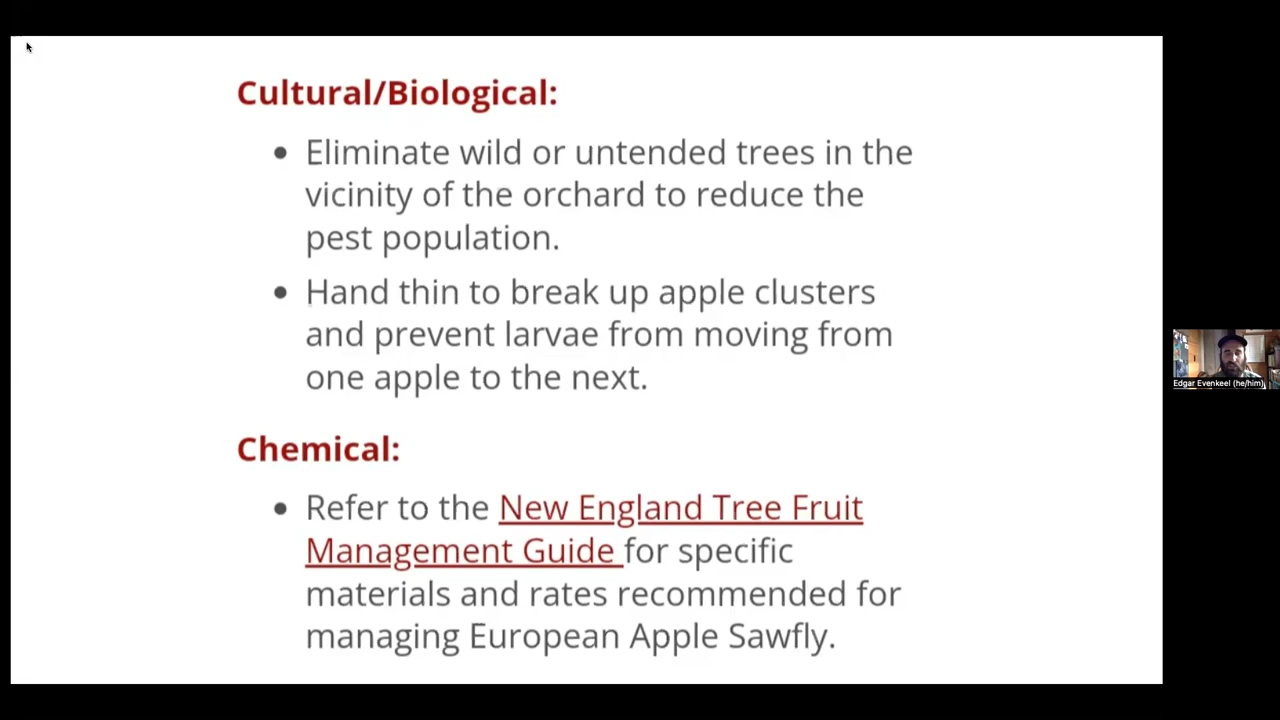 Cultural/Biological:
• Eliminate wild or untended trees in the
vicinity of the orchard to reduce the
pest population.
• Hand thin to break up apple clusters
and prevent larvae from moving from
one apple to the next.
Chemical:
• Refer to the New England Tree Fruit
Management Guide for specific
materials and rates recommended for
managing European Apple Sawfly.
Edgar Evenkeel (he/him)